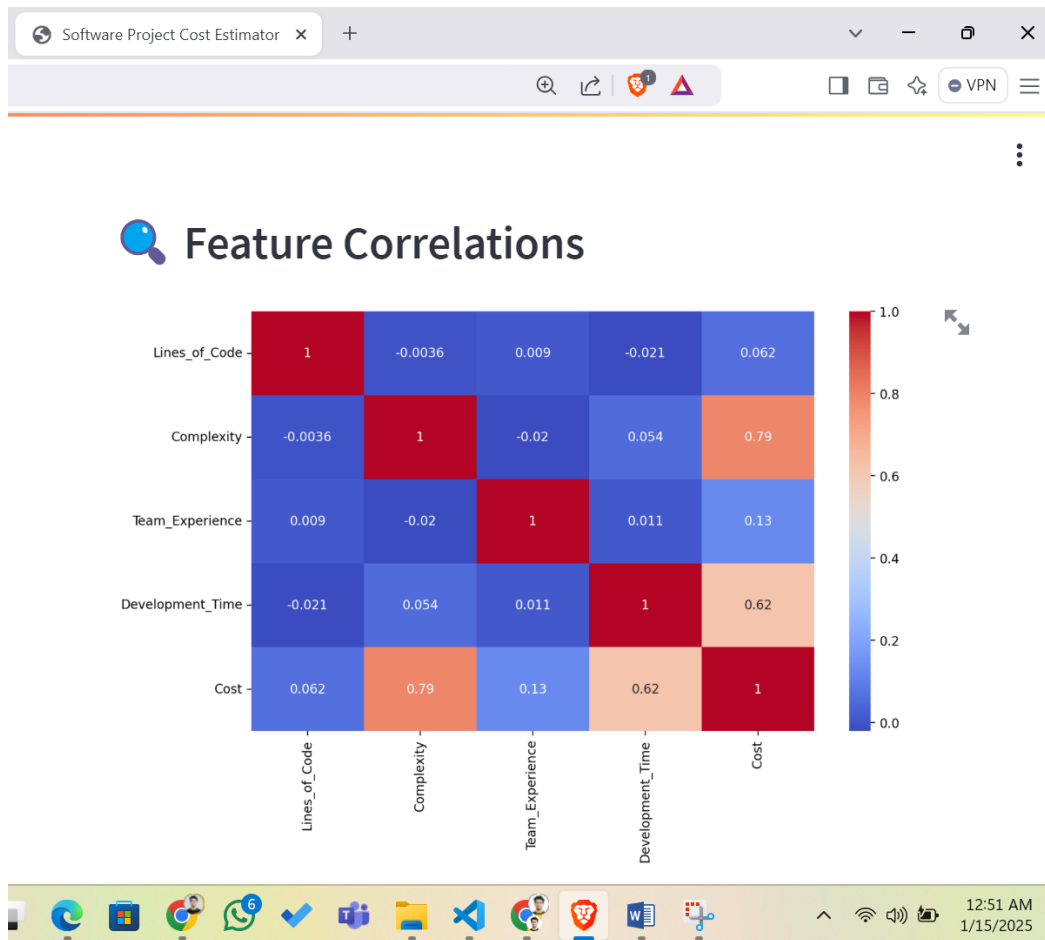 Software Project Cost Estimator
1
VPN
Feature Correlations
Lines_of_Code 1 -0.0036 0.009 -0.021 0.062
Complexity -0.0036 1 -0.02 0.054 0.79
Team_Experience 0.009 -0.02 1 0.011 0.13
Development_Time -0.021 0.054 0.011 1 0.62
Cost 0.062 0.79 0.13 0.62 1
1.0
0.8
0.6
0.4
0.2
0.0
Lines_of_Code
Complexity
Team_Experience
Development_Time
Cost
6
12:51 AM
1/15/2025